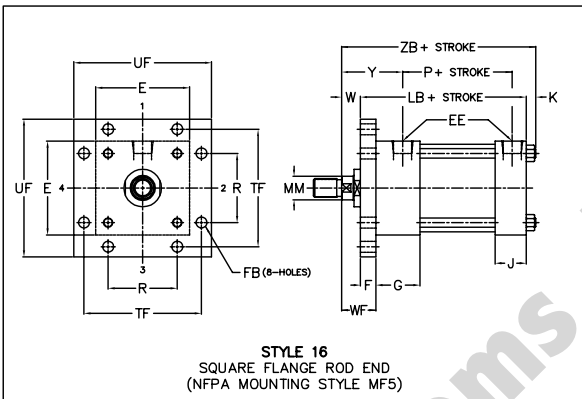 ZB + STROKE
UF
Y
P + STROKE
E
W
LB + STROKE
K
1
EE
UF
E
4
2
R
TF
MM
3
FB (8-HOLES)
J
R
F
G
TF
WF
STYLE 16
SQUARE FLANGE ROD END
(NFPA MOUNTING STYLE MF5)